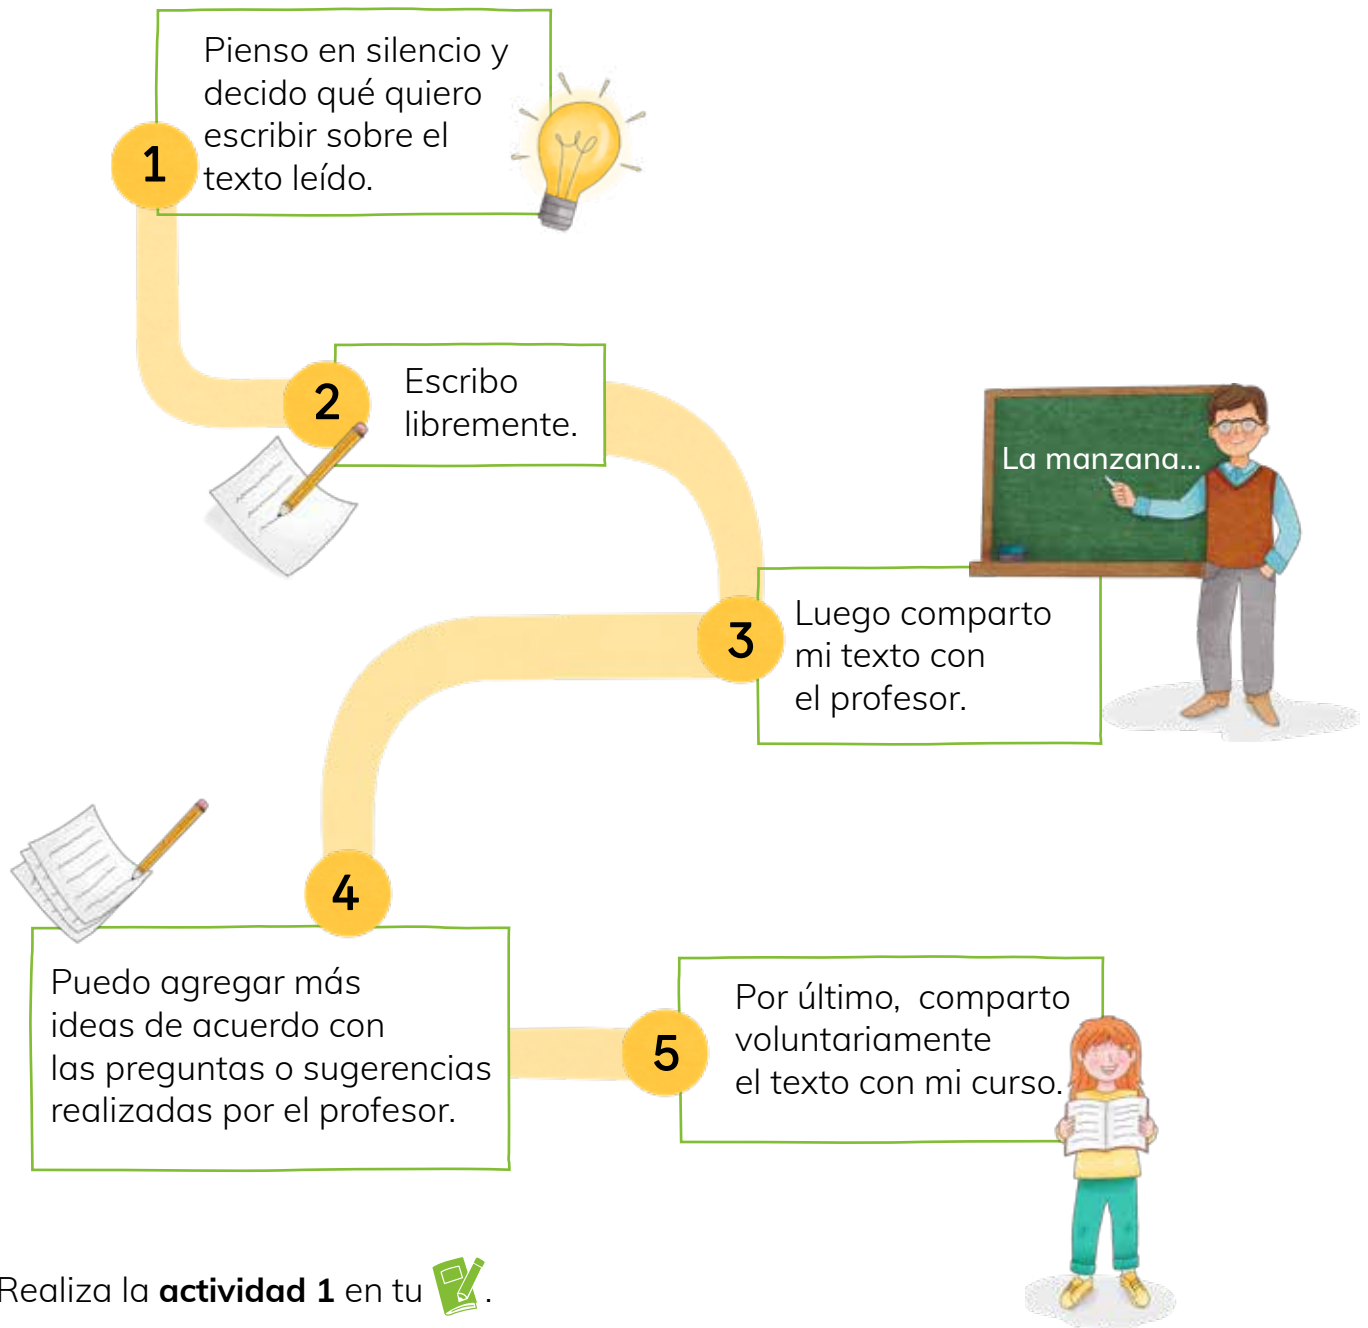 1
Pienso en silencio y
decido qué quiero
escribir sobre el
texto leído.
2
Escribo
libremente.
La manzana...
3
Luego comparto
mi texto con
el profesor.
4
Puedo agregar más
ideas de acuerdo con
las preguntas o sugerencias
realizadas por el profesor.
5
Por último, comparto
voluntariamente
el texto con mi curso.
Realiza la actividad 1 en tu .